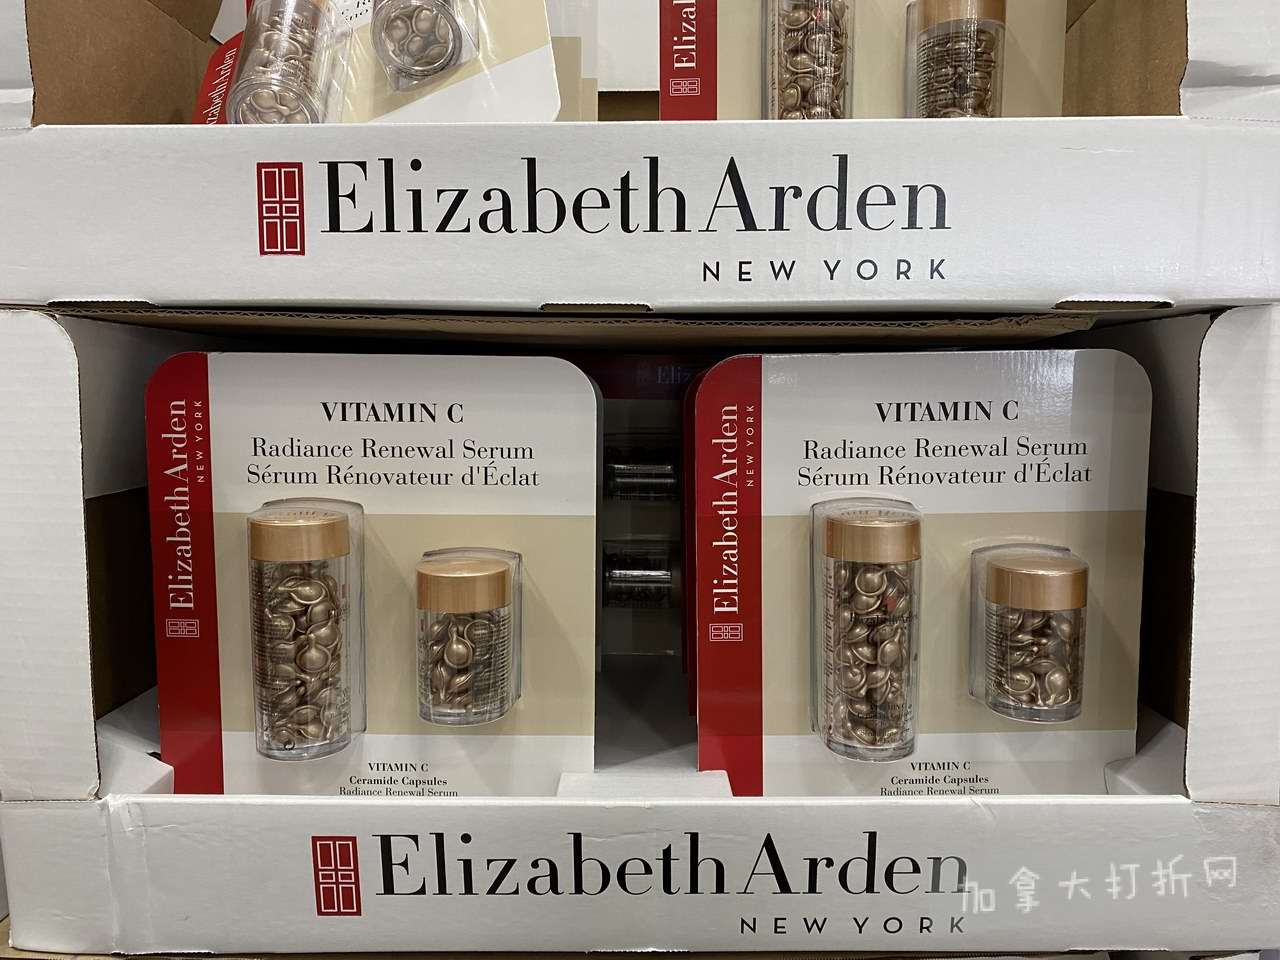 Elizabeth Arden
Elizabeth Arden
NEW YORK
Elizabeth Arden
NEW YORK
VITAMIN C
Radiance Renewal Serum
Sérum Rénovateur d'Éclat
VITAMIN C
Ceramide Capsules
Radiance Renewal Serum
Elizabeth Arden
NEW YORK
VITAMIN C
Radiance Renewal Serum
Sérum Rénovateur d'Éclat
VITAMIN C
Ceramide Capsules
Radiance Renewal Serum
Elizabeth Arden
NEW YORK
加拿大打折网